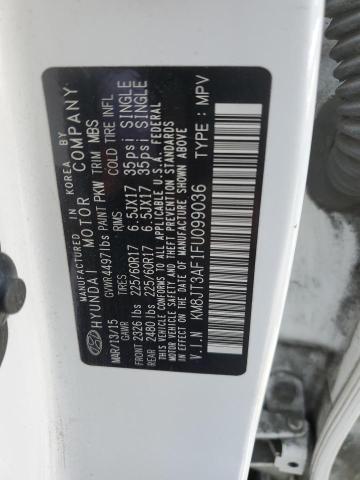 MANUFACTURED IN KOREA BY
HYUNDAI MOTOR COMPANY
MAR/13/15 GVWR 4497lbs PAINT PKW TRIM MBS
GAWR TIRES RIMS COLD TIRE INFL
FRONT 2326 lbs 225/60R17 6.5JX17 35psi SINGLE
REAR 2480 lbs 225/60R17 6.5JX17 35psi SINGLE
THIS VEHICLE CONFORMS TO ALL APPLICABLE U.S.A. FEDERAL
MOTOR VEHICLE SAFETY, BUMPER, AND THEFT PREVENTION STANDARDS
IN EFFECT ON THE DATE OF MANUFACTURE SHOWN ABOVE.
V.I.N KM8JT3AF1FU099036 TYPE : MPV